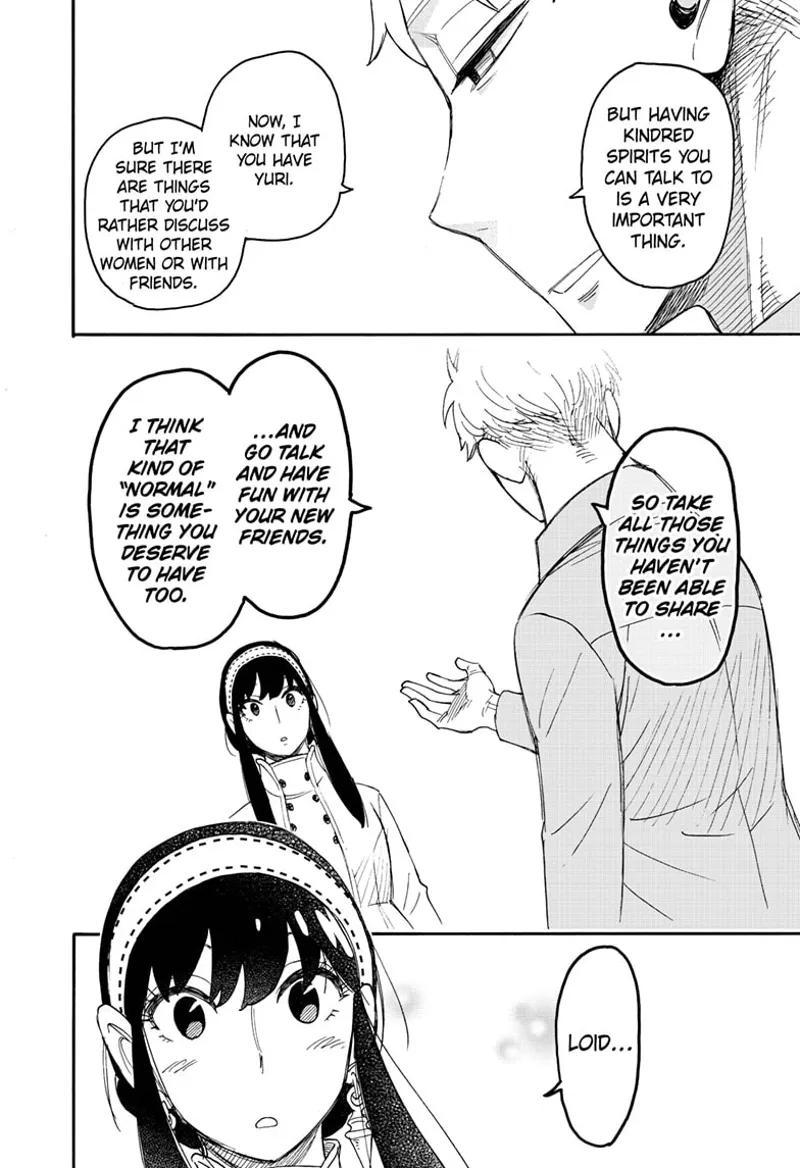 BUT HAVING
KINDRED
SPIRITS YOU
CAN TALK TO
IS A VERY
IMPORTANT
THING.
NOW, I
KNOW THAT
YOU HAVE
YURI.
BUT I'M
SURE THERE
ARE THINGS
THAT YOU'D
RATHER DISCUSS
WITH OTHER
WOMEN OR WITH
FRIENDS.
SO TAKE
ALL THOSE
THINGS YOU
HAVEN'T
BEEN ABLE
TO SHARE
...
...AND
GO TALK
AND HAVE
FUN WITH
YOUR NEW
FRIENDS.
I THINK
THAT
KIND OF
"NORMAL"
IS SOME-
THING YOU
DESERVE
TO HAVE
TOO.
LOID...